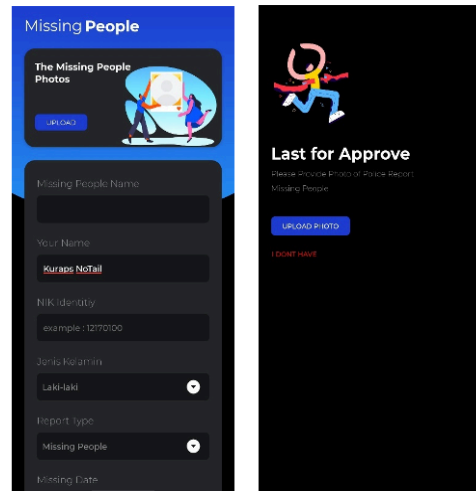 Missing People
The Missing People
Photos
UPLOAD
Missing People Name
Your Name
Kuraps NoTail
NIK Identitiy
example : 12170100
Jenis Kelamin
Laki-laki
Report Type
Missing People
Missing Date
Last for Approve
Please Provide Photo of Police Report
Missing People
UPLOAD PHOTO
I DONT HAVE